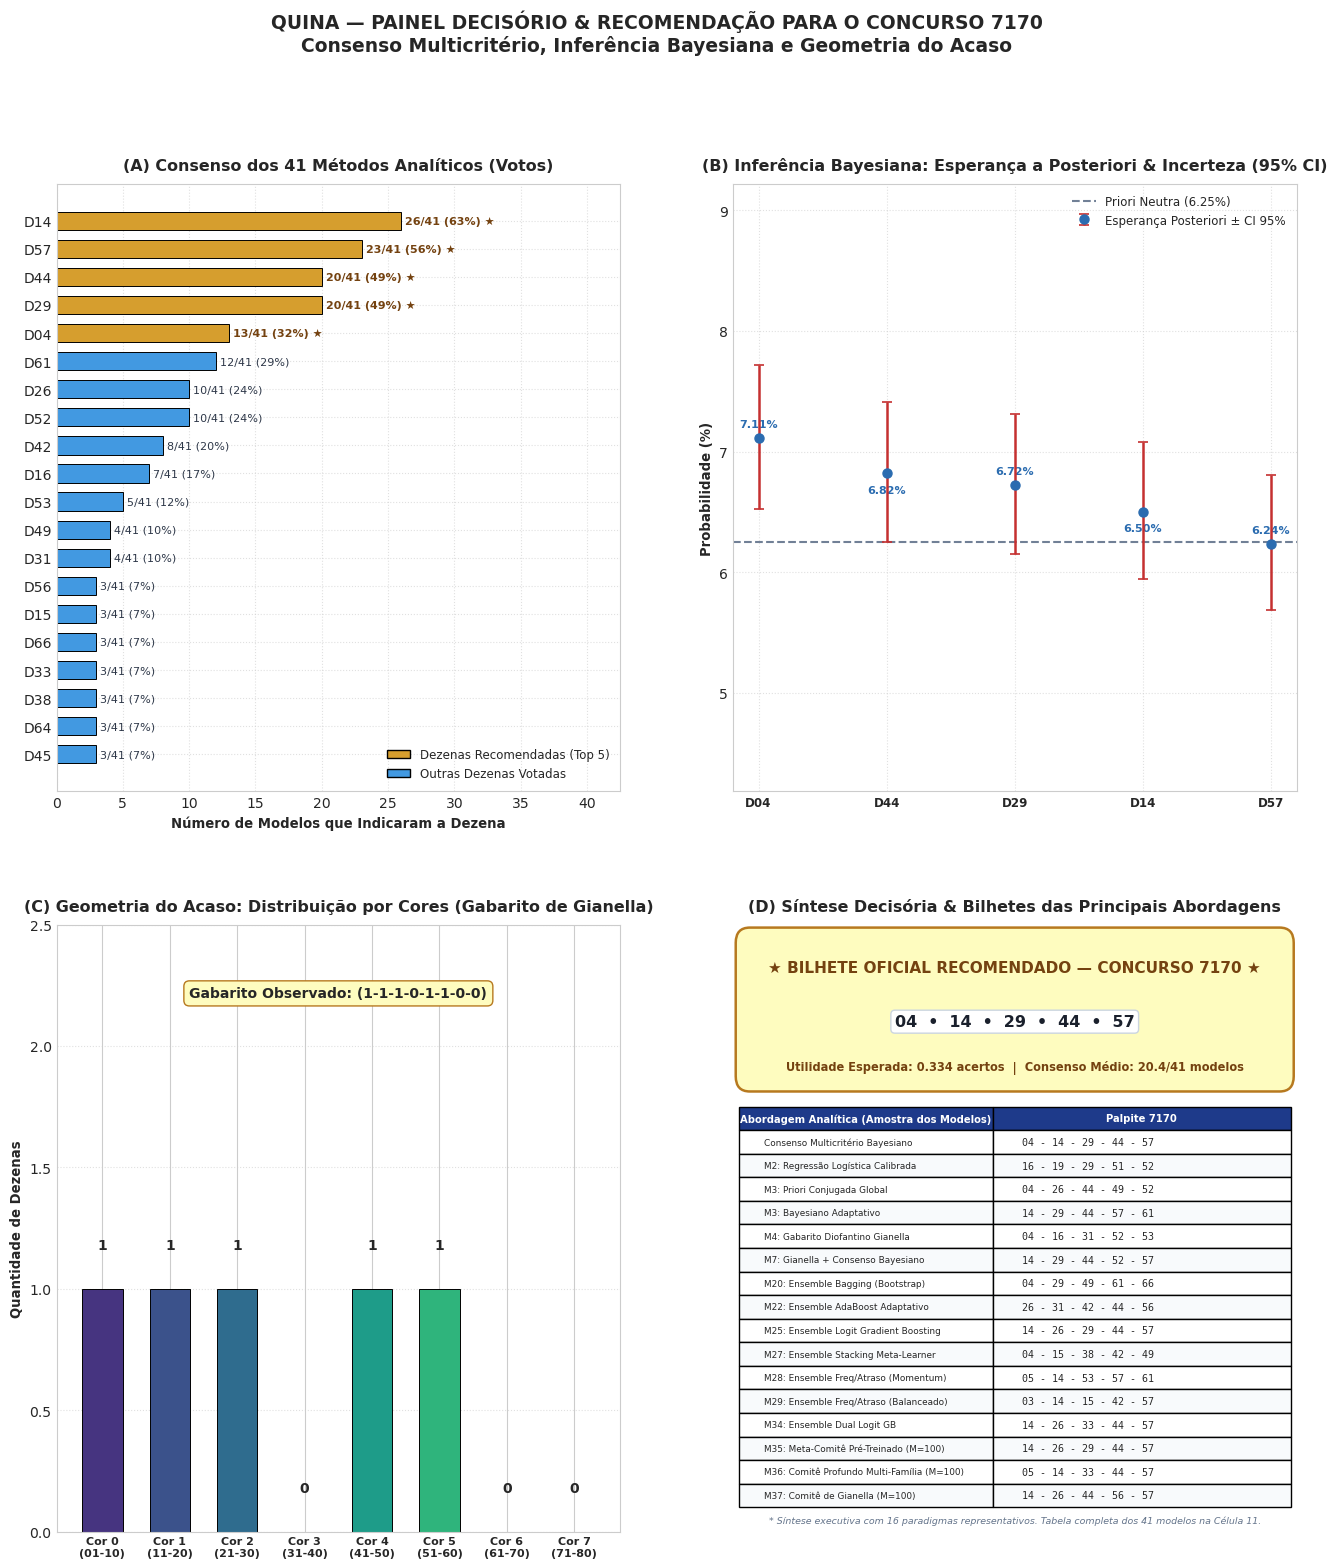 QUINA — PAINEL DECISÓRIO & RECOMENDAÇÃO PARA O CONCURSO 7170
Consenso Multicritério, Inferência Bayesiana e Geometria do Acaso
(A) Consenso dos 41 Métodos Analíticos (Votos)
D14 26/41 (63%) ★
D57 23/41 (56%) ★
D44 20/41 (49%) ★
D29 20/41 (49%) ★
D04 13/41 (32%) ★
D61 12/41 (29%)
D26 10/41 (24%)
D52 10/41 (24%)
D42 8/41 (20%)
D16 7/41 (17%)
D53 5/41 (12%)
D49 4/41 (10%)
D31 4/41 (10%)
D56 3/41 (7%)
D15 3/41 (7%)
D66 3/41 (7%)
D33 3/41 (7%)
D38 3/41 (7%)
D64 3/41 (7%)
D45 3/41 (7%)
Dezenas Recomendadas (Top 5)
Outras Dezenas Votadas
0 5 10 15 20 25 30 35 40
Número de Modelos que Indicaram a Dezena
(B) Inferência Bayesiana: Esperança a Posteriori & Incerteza (95% CI)
Priori Neutra (6.25%)
Esperança Posteriori ± CI 95%
Probabilidade (%)
9
8
7
6
5
7.11%
6.82%
6.72%
6.50%
6.24%
D04 D44 D29 D14 D57
(C) Geometria do Acaso: Distribuição por Cores (Gabarito de Gianella)
Gabarito Observado: (1-1-1-0-1-1-0-0)
Quantidade de Dezenas
2.5
2.0
1.5
1.0
0.5
0.0
1 1 1 0 1 1 0 0
Cor 0 Cor 1 Cor 2 Cor 3 Cor 4 Cor 5 Cor 6 Cor 7
(01-10) (11-20) (21-30) (31-40) (41-50) (51-60) (61-70) (71-80)
(D) Síntese Decisória & Bilhetes das Principais Abordagens
★ BILHETE OFICIAL RECOMENDADO — CONCURSO 7170 ★
04 • 14 • 29 • 44 • 57
Utilidade Esperada: 0.334 acertos | Consenso Médio: 20.4/41 modelos
Abordagem Analítica (Amostra dos Modelos) Palpite 7170
Consenso Multicritério Bayesiano 04 - 14 - 29 - 44 - 57
M2: Regressão Logística Calibrada 16 - 19 - 29 - 51 - 52
M3: Priori Conjugada Global 04 - 26 - 44 - 49 - 52
M3: Bayesiano Adaptativo 14 - 29 - 44 - 57 - 61
M4: Gabarito Diofantino Gianella 04 - 16 - 31 - 52 - 53
M7: Gianella + Consenso Bayesiano 14 - 29 - 44 - 52 - 57
M20: Ensemble Bagging (Bootstrap) 04 - 29 - 49 - 61 - 66
M22: Ensemble AdaBoost Adaptativo 26 - 31 - 42 - 44 - 56
M25: Ensemble Logit Gradient Boosting 14 - 26 - 29 - 44 - 57
M27: Ensemble Stacking Meta-Learner 04 - 15 - 38 - 42 - 49
M28: Ensemble Freq/Atraso (Momentum) 05 - 14 - 53 - 57 - 61
M29: Ensemble Freq/Atraso (Balanceado) 03 - 14 - 15 - 42 - 57
M34: Ensemble Dual Logit GB 14 - 26 - 33 - 44 - 57
M35: Meta-Comitê Pré-Treinado (M=100) 14 - 26 - 29 - 44 - 57
M36: Comitê Profundo Multi-Família (M=100) 05 - 14 - 33 - 44 - 57
M37: Comitê de Gianella (M=100) 14 - 26 - 44 - 56 - 57
* Síntese executiva com 16 paradigmas representativos. Tabela completa dos 41 modelos na Célula 11.